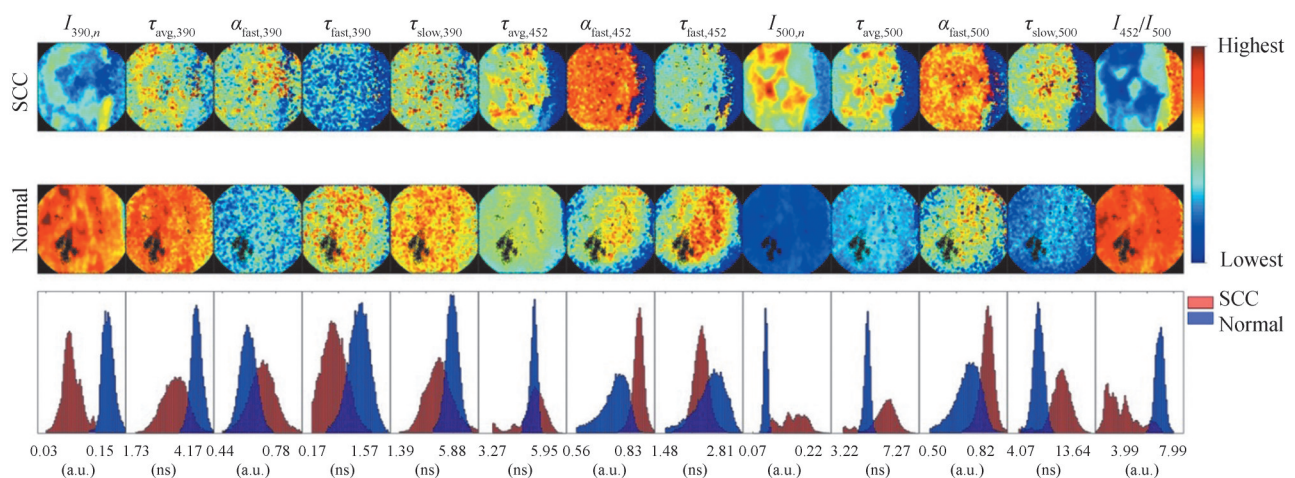 I390,n τavg,390 αfast,390 τfast,390 τslow,390 τavg,452 αfast,452 τfast,452 I500,n τavg,500 αfast,500 τslow,500 I452/I500
Highest
SCC
Normal
Lowest
SCC
Normal
0.03 0.15 1.73 4.17 0.44 0.78 0.17 1.57 1.39 5.88 3.27 5.95 0.56 0.83 1.48 2.81 0.07 0.22 3.22 7.27 0.50 0.82 4.07 13.64 3.99 7.99
(a.u.) (ns) (a.u.) (ns) (ns) (ns) (a.u.) (ns) (a.u.) (ns) (a.u.) (ns) (a.u.)